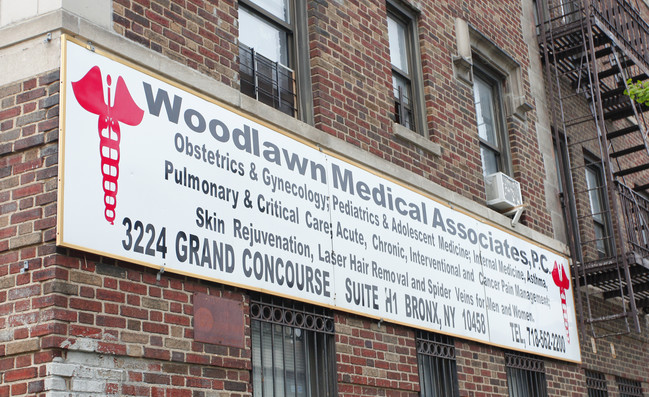 Woodlawn Medical Associates, P.C.
Obstetrics & Gynecology; Pediatrics & Adolescent Medicine; Internal Medicine, Asthma,
Pulmonary & Critical Care; Acute, Chronic, Interventional and Cancer Pain Management,
Skin Rejuvenation, Laser Hair Removal and Spider Veins for Men and Women.
3224 GRAND CONCOURSE, SUITE H1 BRONX, NY 10458
TEL, 718-562-2200